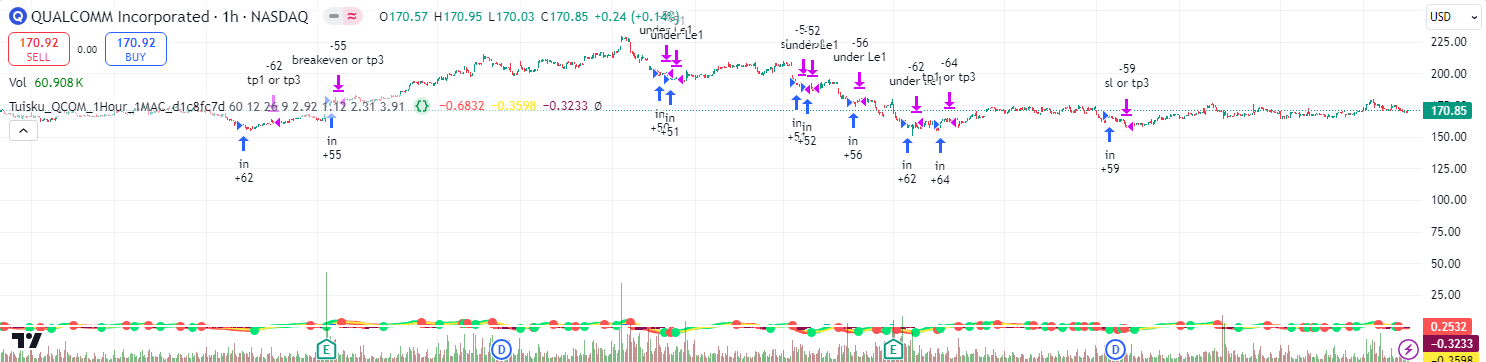 QUALCOMM Incorporated · 1h · NASDAQ
O170.57 H170.95 L170.03 C170.85 +0.24 (+0.14%)
USD
170.92
SELL
0.00
170.92
BUY
Vol 60.908 K
Tuisku_QCOM_1Hour_1MAC_d1c8fc7d 60 12 26 9 2.92 1.12 2.31 3.91 {} −0.6832 −0.3598 −0.3233 ∅
-62
tp1 or tp3
in
+62
-55
breakeven or tp3
in
+55
under Le1
under Le1
in
in
+51
-52
under Le1
in
in
+52
-56
under Le1
in
+56
-62
under
in
+62
-64
tp1 or tp3
in
+64
-59
sl or tp3
in
+59
225.00
200.00
170.85
150.00
125.00
100.00
75.00
50.00
25.00
0.2532
−0.3233
−0.3598
E
D
E
D